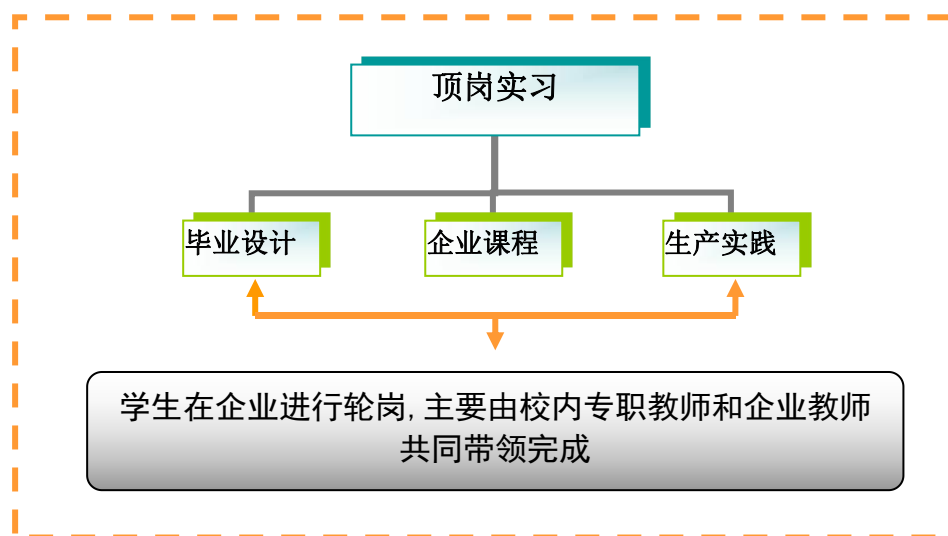 顶岗实习
毕业设计
企业课程
生产实践
学生在企业进行轮岗,主要由校内专职教师和企业教师
共同带领完成